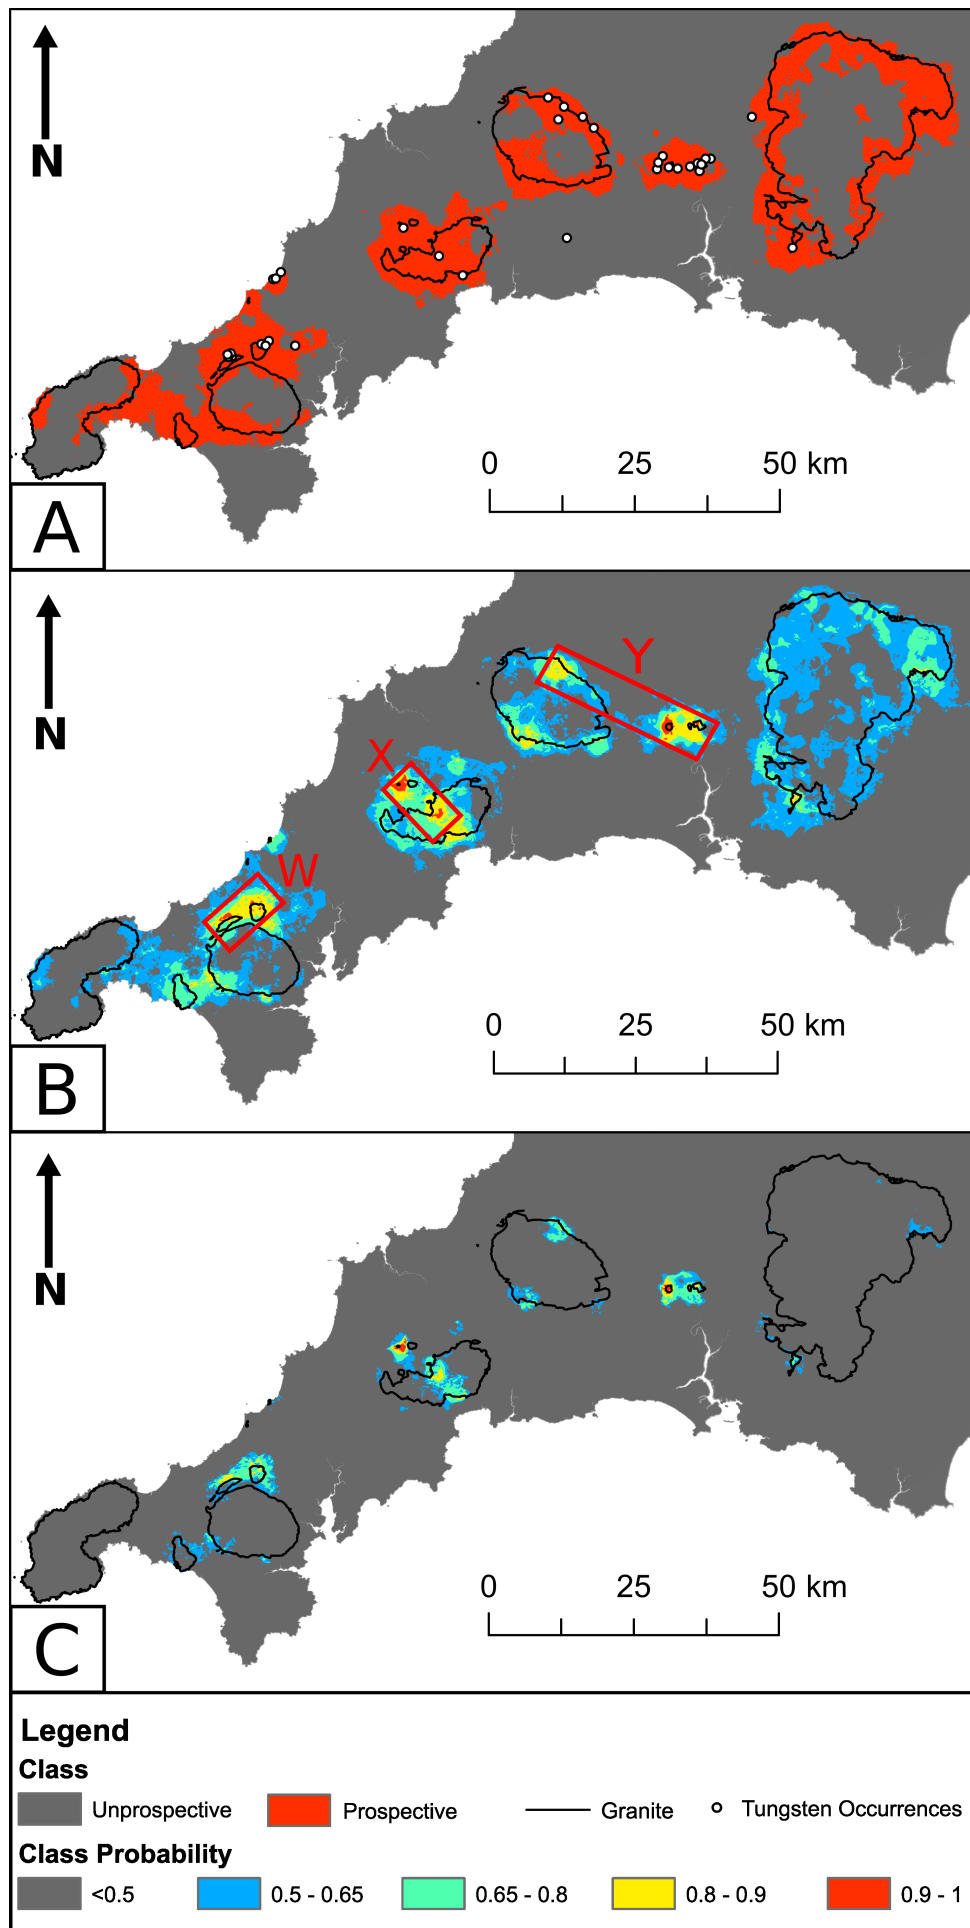 N
0 25 50 km
A
Y
X
W
N
0 25 50 km
B
N
0 25 50 km
C
Legend
Class
Unprospective Prospective Granite Tungsten Occurrences
Class Probability
<0.5 0.5 - 0.65 0.65 - 0.8 0.8 - 0.9 0.9 - 1